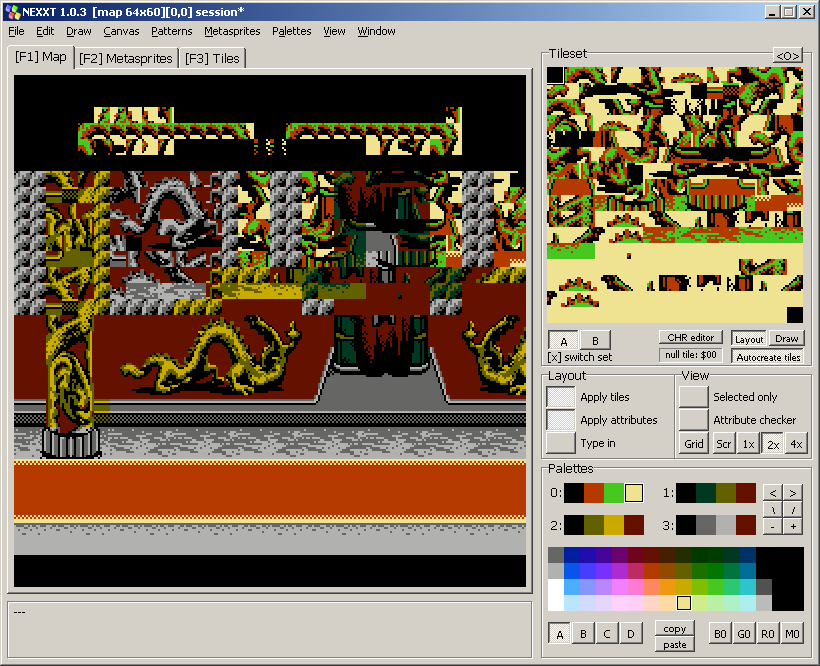 NEXXT 1.0.3 [map 64x60][0,0] session*
File Edit Draw Canvas Patterns Metasprites Palettes View Window
[F1] Map [F2] Metasprites [F3] Tiles
Tileset <O>
A B CHR editor Layout Draw
[x] switch set null tile: $00 Autocreate tiles
Layout View
Apply tiles Selected only
Apply attributes Attribute checker
Type in Grid Scr 1x 2x 4x
Palettes
0: 1: < >
\ /
2: 3: - +
---
A B C D copy paste B0 G0 R0 M0